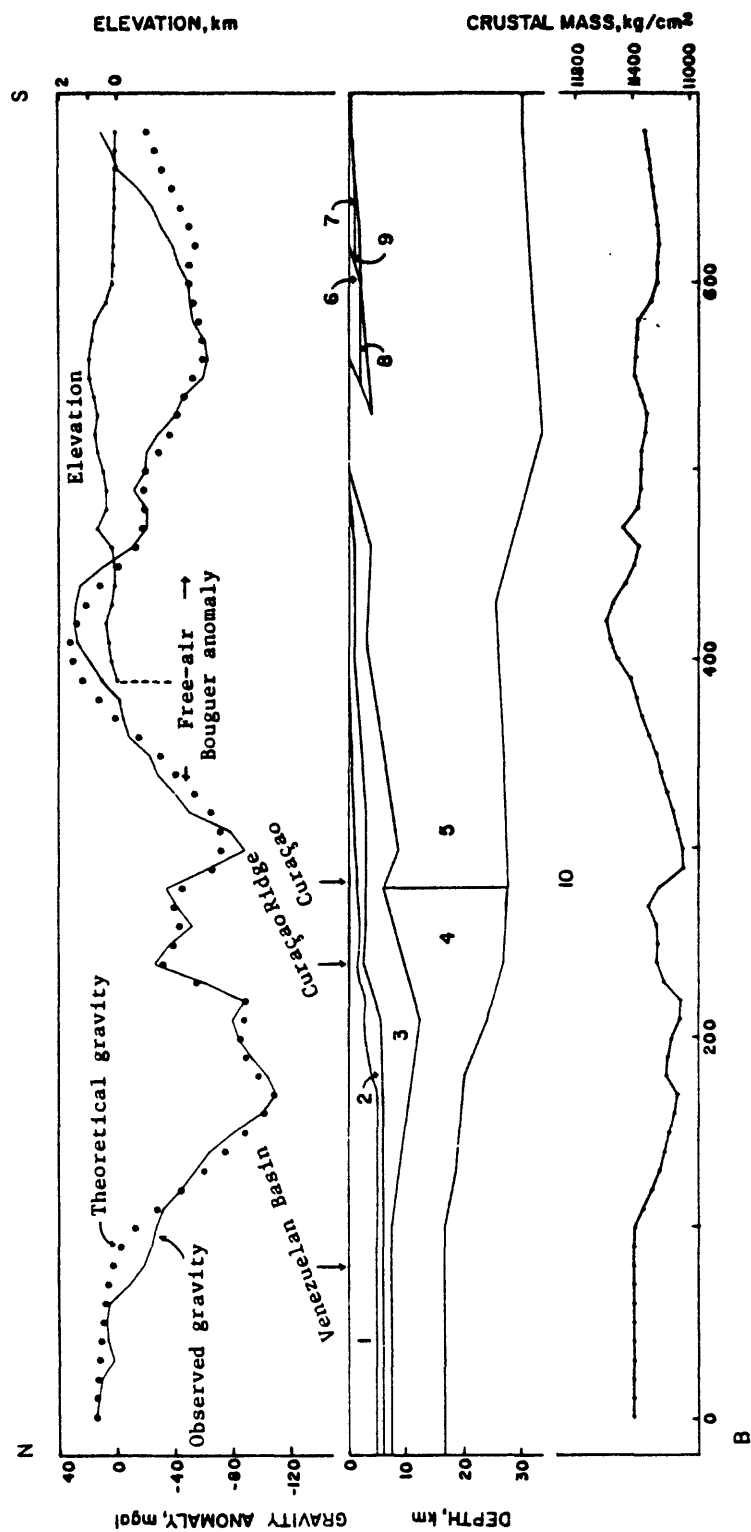 N
S
GRAVITY ANOMALY, mgal
40
0
-40
-80
-120
ELEVATION, km
2
0
Theoretical gravity
Observed gravity
Elevation
Free-air
Bouguer anomaly
Venezuelan Basin
Curaçao Ridge
Curaçao
DEPTH, km
0
10
20
30
1
2
3
4
5
6
7
8
9
10
CRUSTAL MASS, kg/cm²
11800
11400
11000
0
200
400
600
B